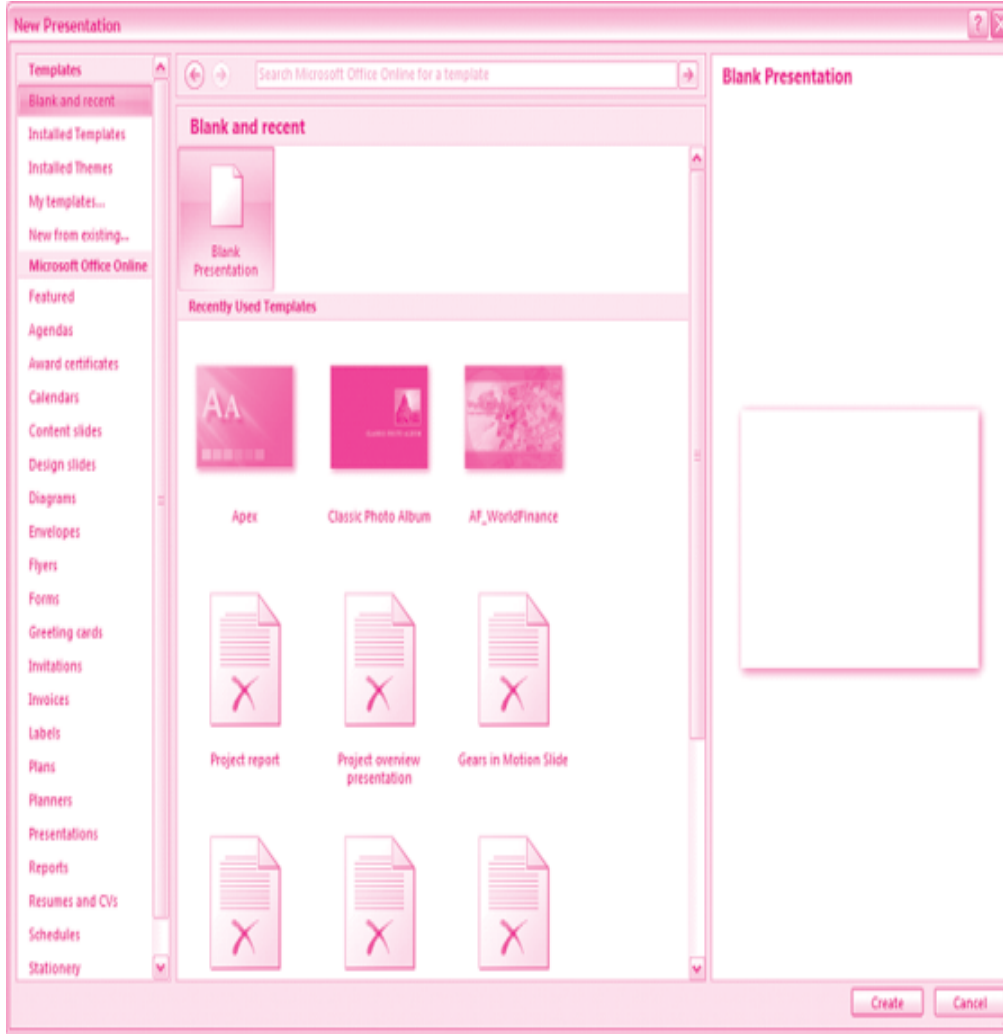 New Presentation
Templates
Blank and recent
Installed Templates
Installed Themes
My templates...
New from existing...
Microsoft Office Online
Featured
Agendas
Award certificates
Calendars
Content slides
Design slides
Diagrams
Envelopes
Flyers
Forms
Greeting cards
Invitations
Invoices
Labels
Plans
Planners
Presentations
Reports
Resumes and CVs
Schedules
Stationery
Search Microsoft Office Online for a template
Blank and recent
Blank
Presentation
Recently Used Templates
AA
Apex
CLASSIC PHOTO ALBUM
Classic Photo Album
AF_WorldFinance
Project report
Project overview
presentation
Gears in Motion Slide
Blank Presentation
Create
Cancel